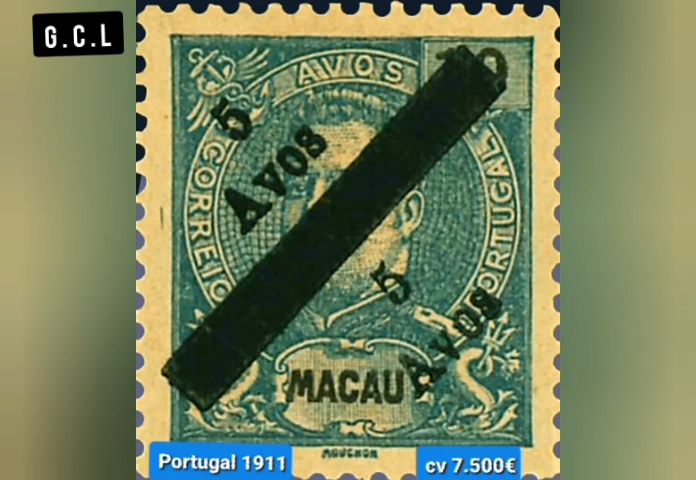 G.C.L
AVOS
5
Avos
CORREIO
PORTUGAL
5
Avos
MACAU
MOUCHON
Portugal 1911
cv 7.500€